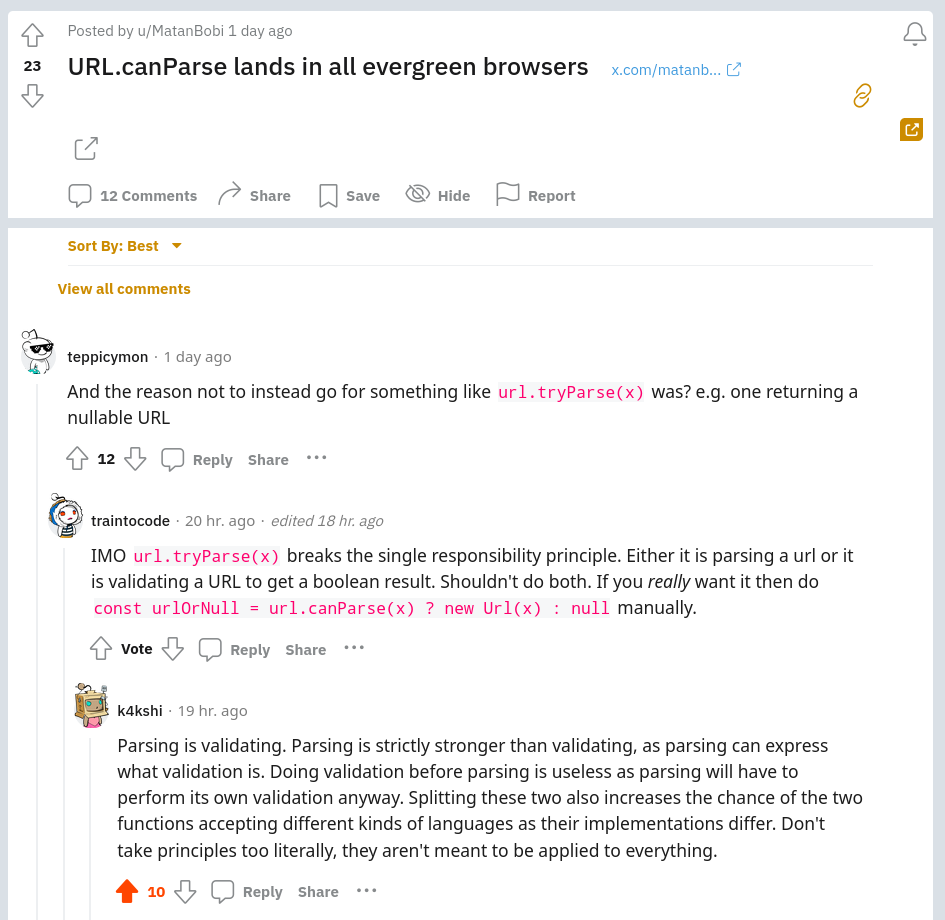 Posted by u/MatanBobi 1 day ago
23
URL.canParse lands in all evergreen browsers x.com/matanb...
12 Comments Share Save Hide Report
Sort By: Best
View all comments
teppicymon · 1 day ago
And the reason not to instead go for something like url.tryParse(x) was? e.g. one returning a
nullable URL
12 Reply Share ···
traintocode · 20 hr. ago · edited 18 hr. ago
IMO url.tryParse(x) breaks the single responsibility principle. Either it is parsing a url or it
is validating a URL to get a boolean result. Shouldn't do both. If you really want it then do
const urlOrNull = url.canParse(x) ? new Url(x) : null manually.
Vote Reply Share ···
k4kshi · 19 hr. ago
Parsing is validating. Parsing is strictly stronger than validating, as parsing can express
what validation is. Doing validation before parsing is useless as parsing will have to
perform its own validation anyway. Splitting these two also increases the chance of the two
functions accepting different kinds of languages as their implementations differ. Don't
take principles too literally, they aren't meant to be applied to everything.
10 Reply Share ···